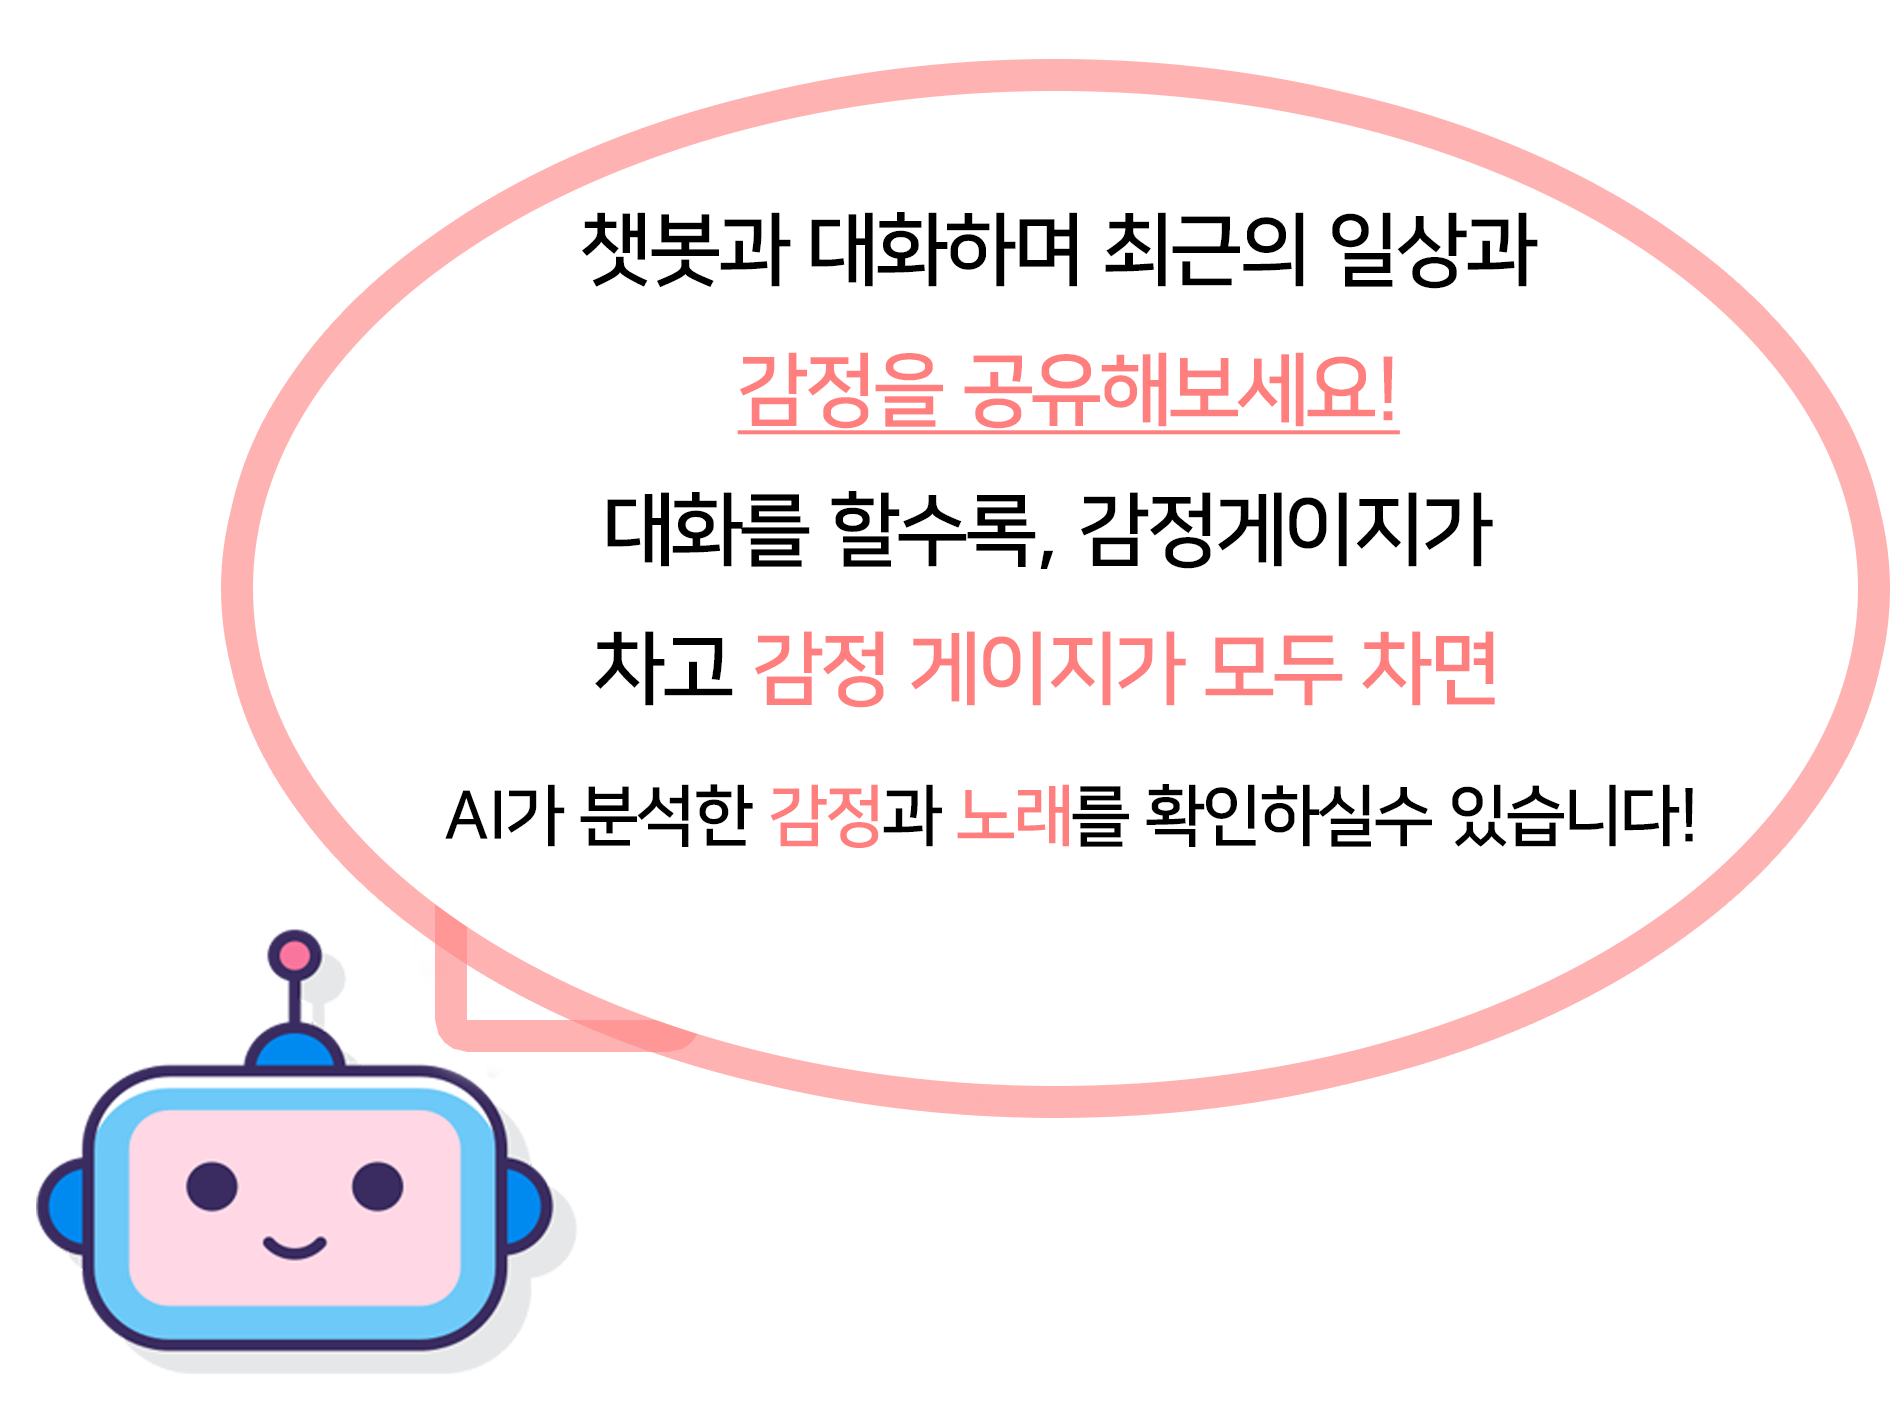 챗봇과 대화하며 최근의 일상과
감정을 공유해보세요!
대화를 할수록, 감정게이지가
차고 감정 게이지가 모두 차면
AI가 분석한 감정과 노래를 확인하실수 있습니다!